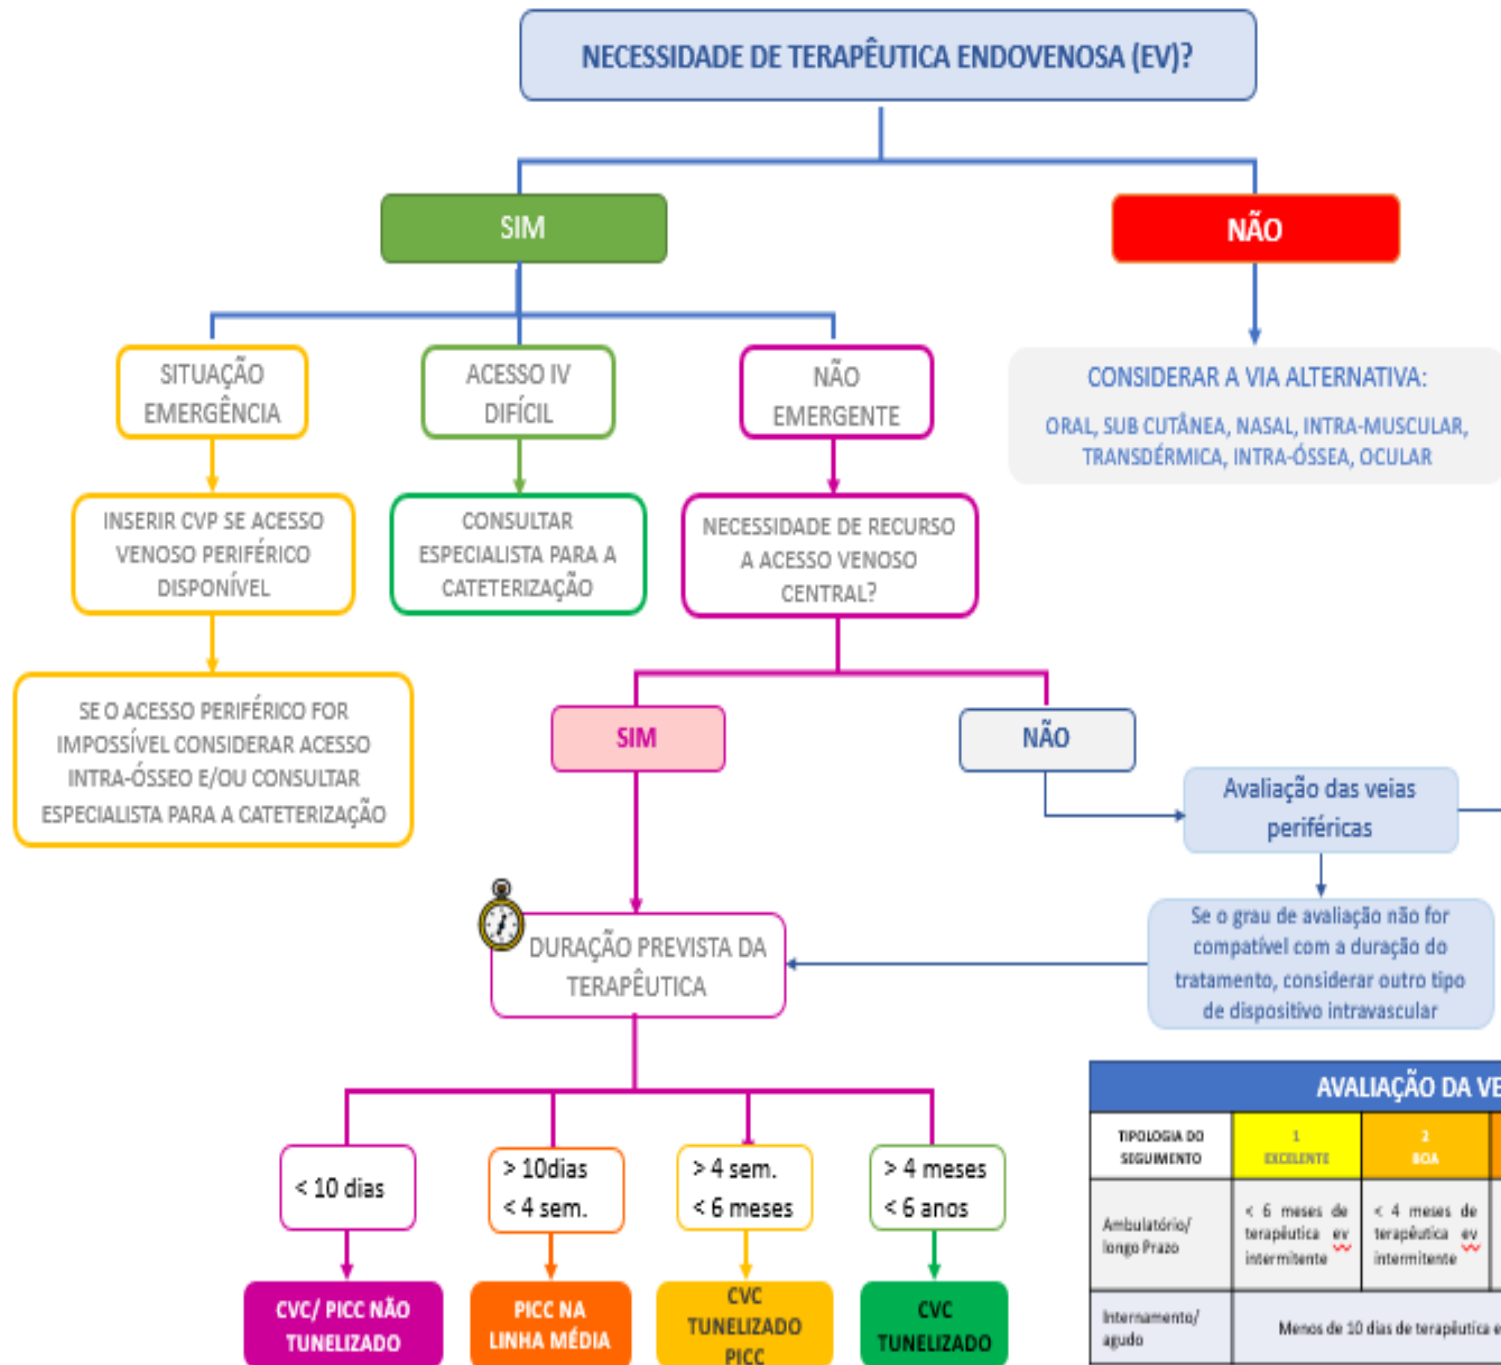 NECESSIDADE DE TERAPÊUTICA ENDOVENOSA (EV)?
SIM
NÃO
SITUAÇÃO
EMERGÊNCIA
ACESSO IV
DIFÍCIL
NÃO
EMERGENTE
CONSIDERAR A VIA ALTERNATIVA:
ORAL, SUB CUTÂNEA, NASAL, INTRA-MUSCULAR,
TRANSDÉRMICA, INTRA-ÓSSEA, OCULAR
INSERIR CVP SE ACESSO
VENOSO PERIFÉRICO
DISPONÍVEL
CONSULTAR
ESPECIALISTA PARA A
CATETERIZAÇÃO
NECESSIDADE DE RECURSO
A ACESSO VENOSO
CENTRAL?
SE O ACESSO PERIFÉRICO FOR
IMPOSSÍVEL CONSIDERAR ACESSO
INTRA-ÓSSEO E/OU CONSULTAR
ESPECIALISTA PARA A CATETERIZAÇÃO
SIM
NÃO
Avaliação das veias
periféricas
Se o grau de avaliação não for
compatível com a duração do
tratamento, considerar outro tipo
de dispositivo intravascular
DURAÇÃO PREVISTA DA
TERAPÊUTICA
< 10 dias
> 10dias
< 4 sem.
> 4 sem.
< 6 meses
> 4 meses
< 6 anos
CVC/ PICC NÃO
TUNELIZADO
PICC NA
LINHA MÉDIA
CVC
TUNELIZADO
PICC
CVC
TUNELIZADO
AVALIAÇÃO DA VE
TIPOLOGIA DO
SEGUIMENTO
1
EXCELENTE
2
BOA
Ambulatório/
longo Prazo
< 6 meses de
terapêutica ev
intermitente
< 4 meses de
terapêutica ev
intermitente
Internamento/
agudo
Menos de 10 dias de terapêutica e